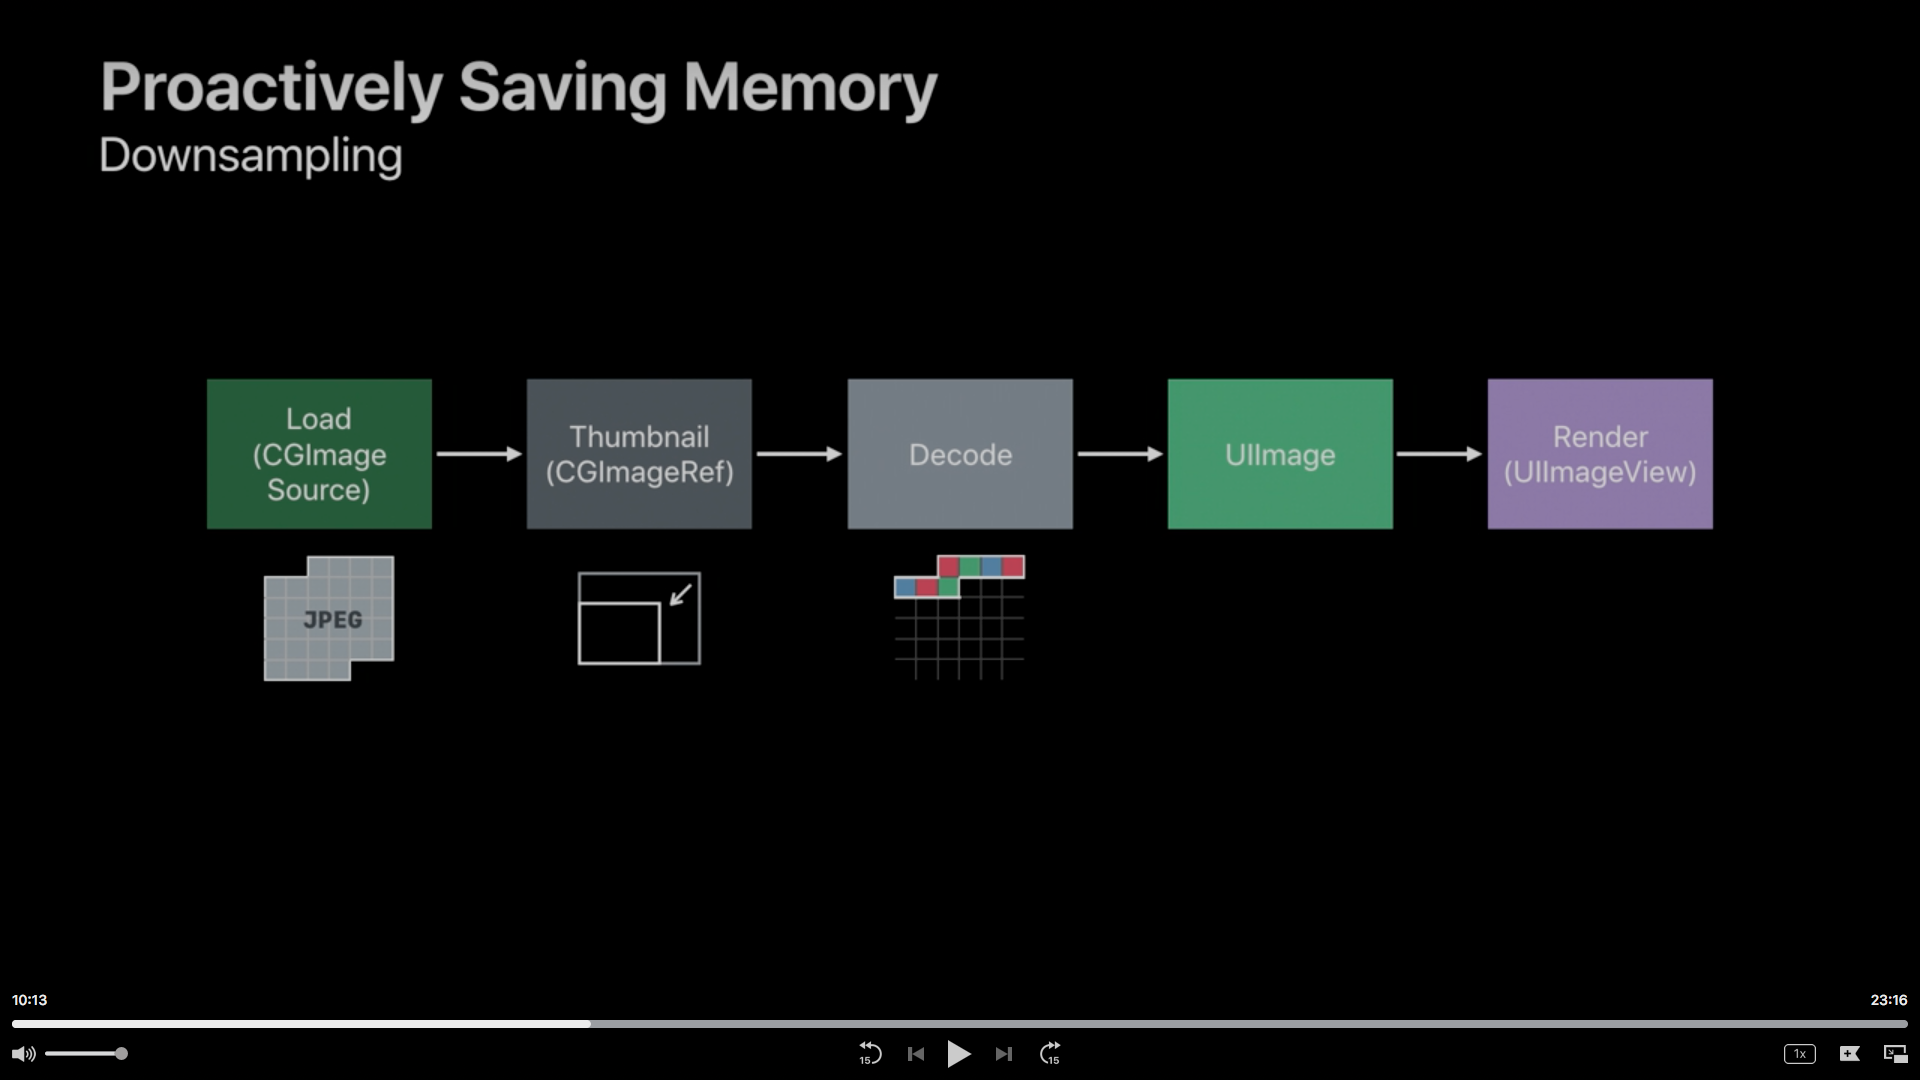 Proactively Saving Memory
Downsampling
Load
(CGImage
Source)
Thumbnail
(CGImageRef)
Decode
UIImage
Render
(UIImageView)
JPEG
10:13
23:16
15
15
1x